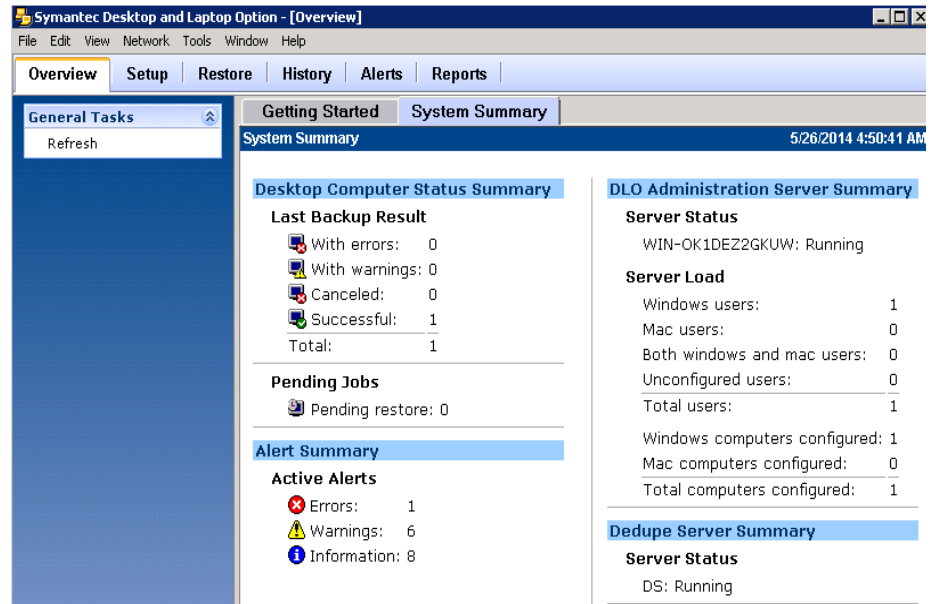 Symantec Desktop and Laptop Option - [Overview]
File Edit View Network Tools Window Help
Overview Setup Restore History Alerts Reports
General Tasks
Refresh
Getting Started System Summary
System Summary 5/26/2014 4:50:41 AM
Desktop Computer Status Summary
Last Backup Result
With errors: 0
With warnings: 0
Canceled: 0
Successful: 1
Total: 1
Pending Jobs
Pending restore: 0
Alert Summary
Active Alerts
Errors: 1
Warnings: 6
Information: 8
DLO Administration Server Summary
Server Status
WIN-OK1DEZ2GKUW: Running
Server Load
Windows users: 1
Mac users: 0
Both windows and mac users: 0
Unconfigured users: 0
Total users: 1
Windows computers configured: 1
Mac computers configured: 0
Total computers configured: 1
Dedupe Server Summary
Server Status
DS: Running